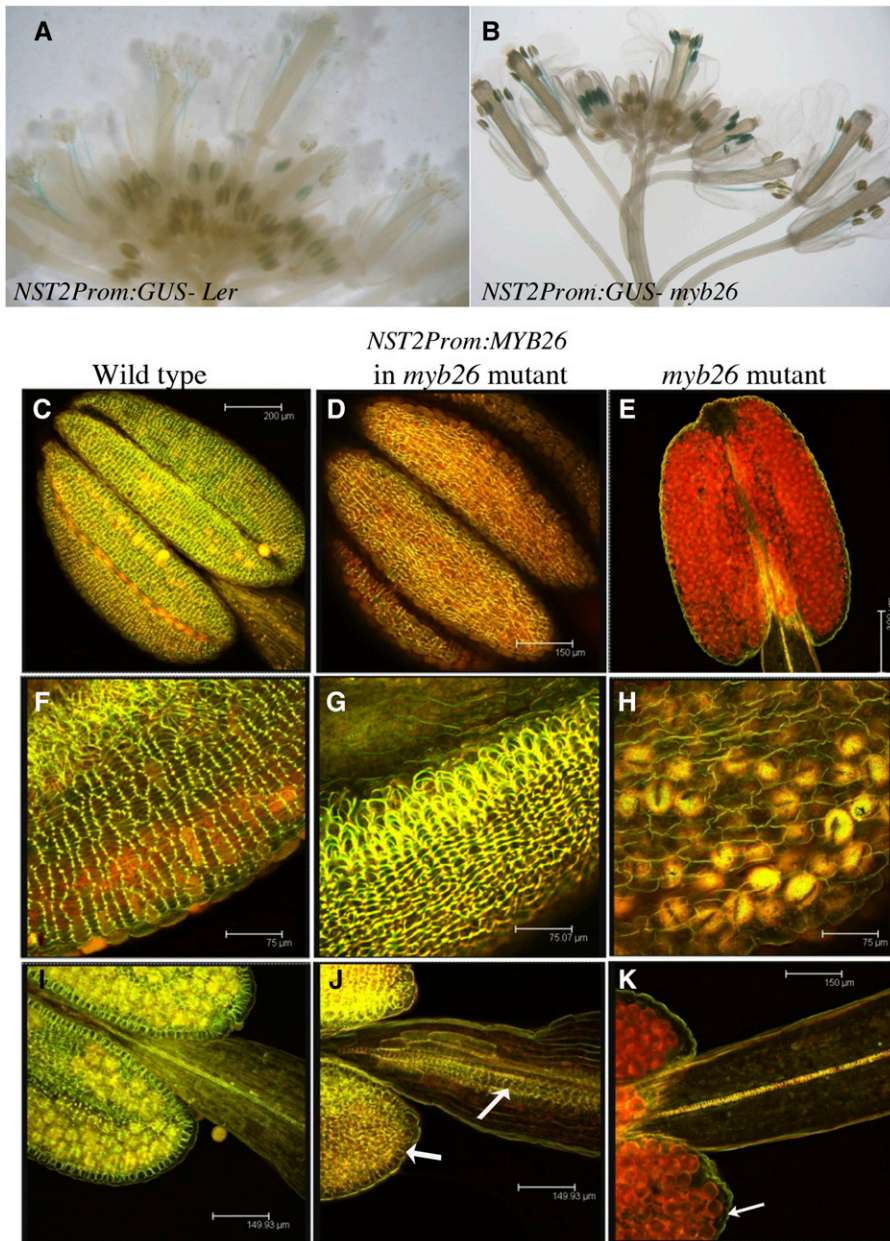 A
B
NST2Prom:GUS- Ler
NST2Prom:GUS- myb26
NST2Prom:MYB26
Wild type
in myb26 mutant
myb26 mutant
C
200 µm
D
150 µm
E
F
75 µm
G
75.07 µm
H
75 µm
I
149.93 µm
J
149.93 µm
K
150 µm